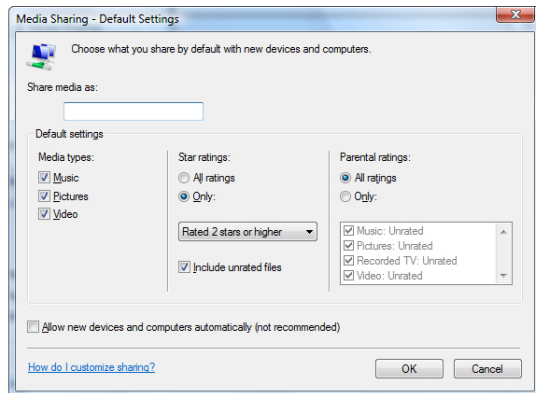 Media Sharing - Default Settings
Choose what you share by default with new devices and computers.
Share media as:
Default settings
Media types:
Music
Pictures
Video
Star ratings:
All ratings
Only:
Rated 2 stars or higher
Include unrated files
Parental ratings:
All ratings
Only:
Music: Unrated
Pictures: Unrated
Recorded TV: Unrated
Video: Unrated
Allow new devices and computers automatically (not recommended)
How do I customize sharing?
OK
Cancel